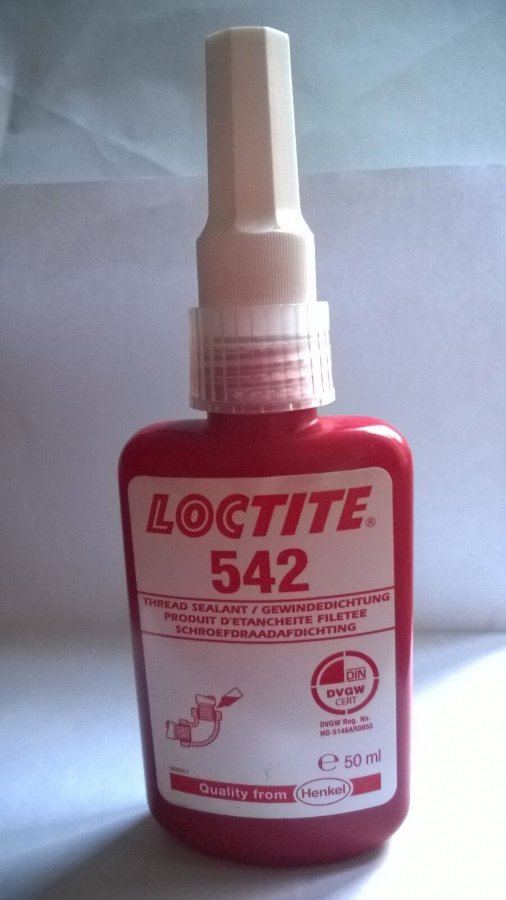 LOCTITE®
542
THREAD SEALANT / GEWINDEDICHTUNG
PRODUIT D'ETANCHEITE FILETEE
SCHROEFDRAADAFDICHTING
DIN
DVGW
CERT
DVGW Reg. No.
NG-5146AR0855
℮ 50 ml
Quality from Henkel